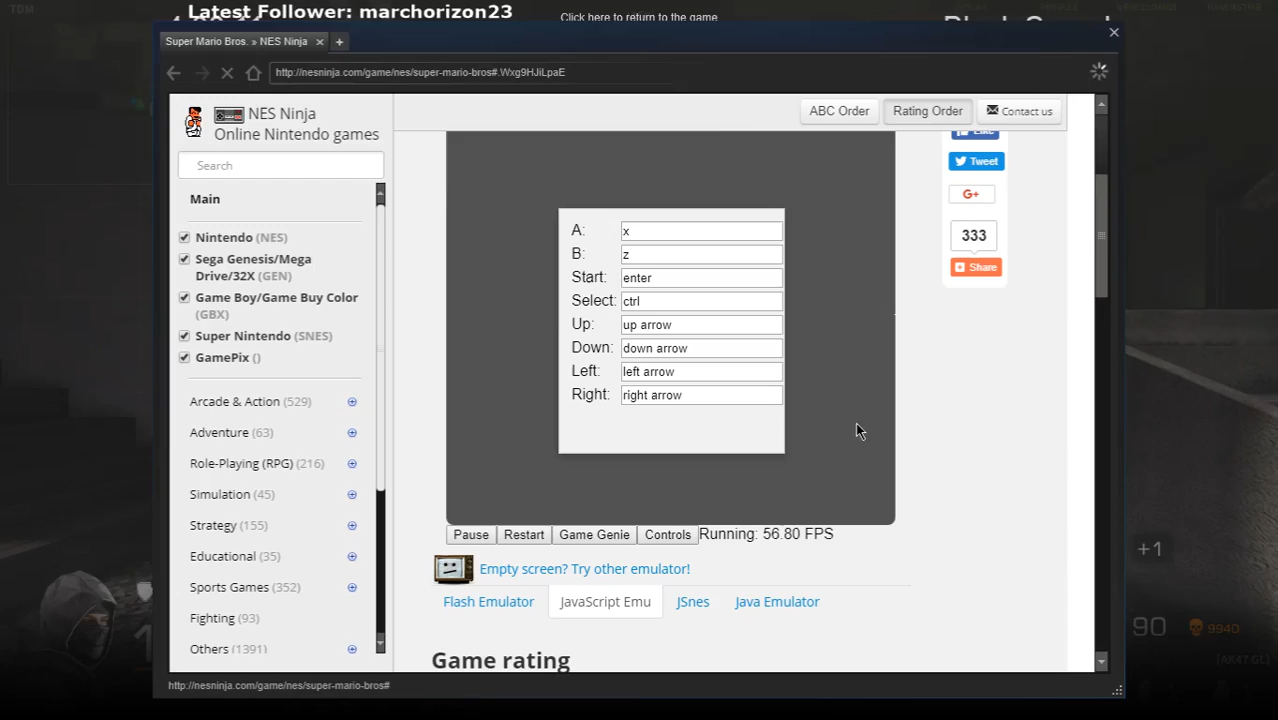 TDM
Latest Follower: marchorizon23
Click here to return to the game
Super Mario Bros. » NES Ninja
http://nesninja.com/game/nes/super-mario-bros#.Wxg9HJiLpaE
NES Ninja
Online Nintendo games
ABC Order
Rating Order
Contact us
Search
Main
Nintendo (NES)
Sega Genesis/Mega
Drive/32X (GEN)
Game Boy/Game Buy Color
(GBX)
Super Nintendo (SNES)
GamePix ()
Arcade & Action (529)
Adventure (63)
Role-Playing (RPG) (216)
Simulation (45)
Strategy (155)
Educational (35)
Sports Games (352)
Fighting (93)
Others (1391)
A: x
B: z
Start: enter
Select: ctrl
Up: up arrow
Down: down arrow
Left: left arrow
Right: right arrow
Like
Tweet
G+
333
Share
Pause
Restart
Game Genie
Controls
Running: 56.80 FPS
Empty screen? Try other emulator!
Flash Emulator
JavaScript Emu
JSnes
Java Emulator
Game rating
http://nesninja.com/game/nes/super-mario-bros#
+1
90
9940
[AK47 GL]